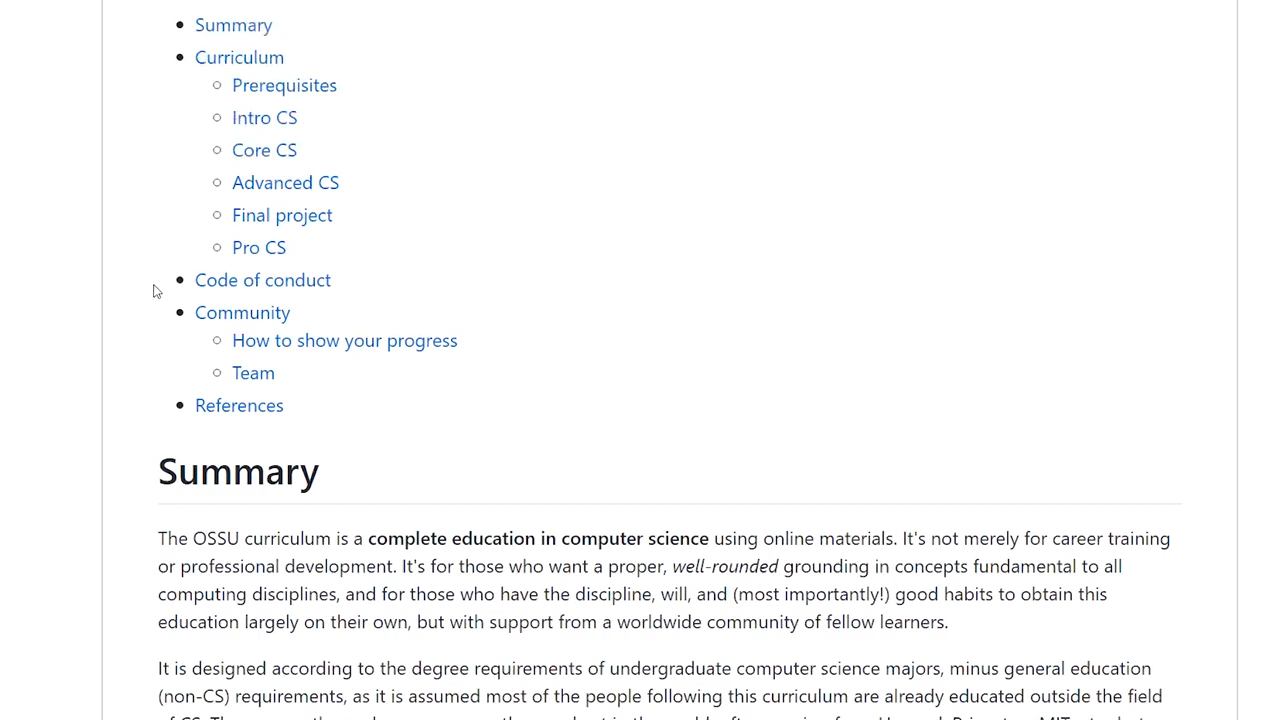 Summary
Curriculum
Prerequisites
Intro CS
Core CS
Advanced CS
Final project
Pro CS
Code of conduct
Community
How to show your progress
Team
References
Summary
The OSSU curriculum is a complete education in computer science using online materials. It's not merely for career training
or professional development. It's for those who want a proper, well-rounded grounding in concepts fundamental to all
computing disciplines, and for those who have the discipline, will, and (most importantly!) good habits to obtain this
education largely on their own, but with support from a worldwide community of fellow learners.
It is designed according to the degree requirements of undergraduate computer science majors, minus general education
(non-CS) requirements, as it is assumed most of the people following this curriculum are already educated outside the field